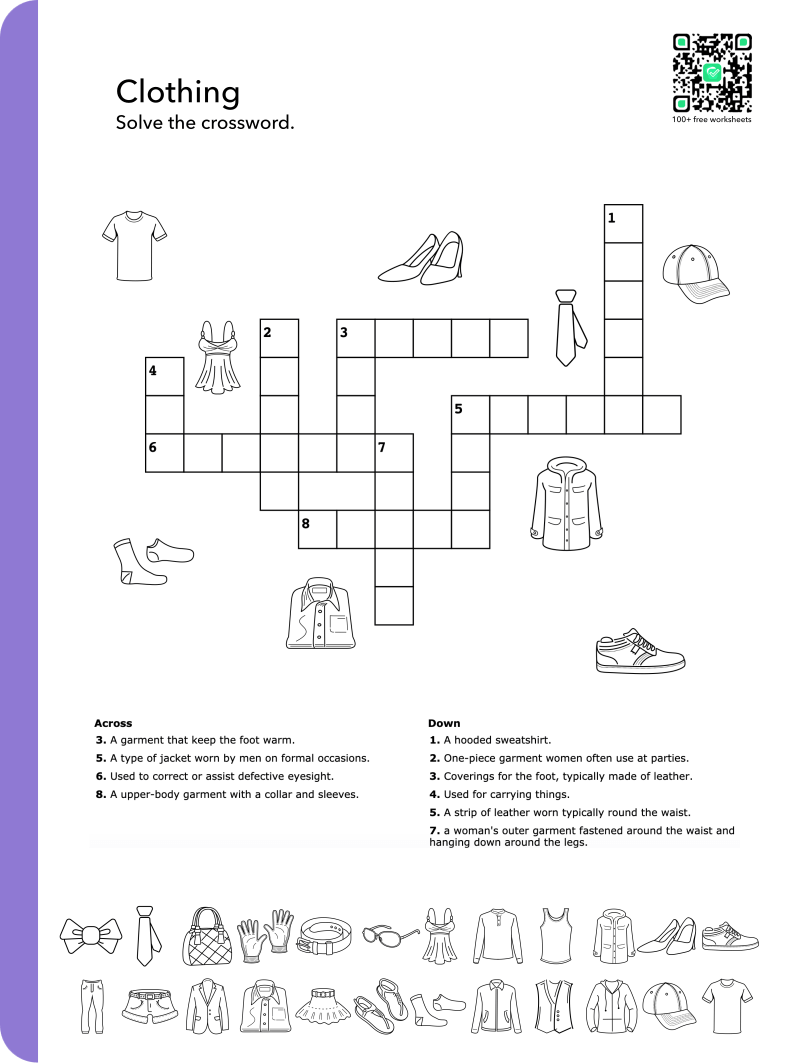 Clothing
Solve the crossword.
100+ free worksheets
1
2
3
4
5
6
7
8
Across
3. A garment that keep the foot warm.
5. A type of jacket worn by men on formal occasions.
6. Used to correct or assist defective eyesight.
8. A upper-body garment with a collar and sleeves.
Down
1. A hooded sweatshirt.
2. One-piece garment women often use at parties.
3. Coverings for the foot, typically made of leather.
4. Used for carrying things.
5. A strip of leather worn typically round the waist.
7. a woman's outer garment fastened around the waist and
hanging down around the legs.